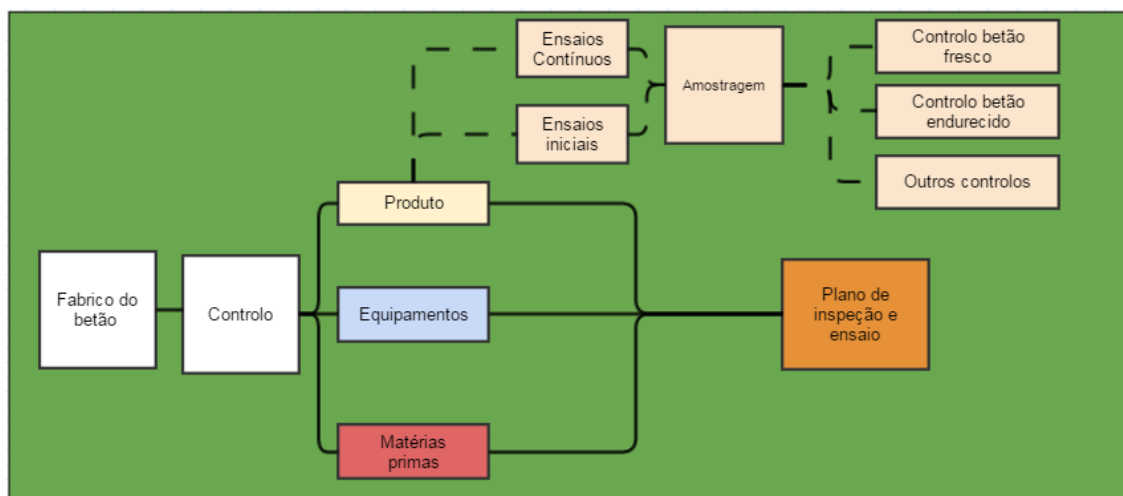 Ensaios
Contínuos
Ensaios
iniciais
Amostragem
Controlo betão
fresco
Controlo betão
endurecido
Outros controlos
Produto
Fabrico do
betão
Controlo
Equipamentos
Plano de
inspeção e
ensaio
Matérias
primas